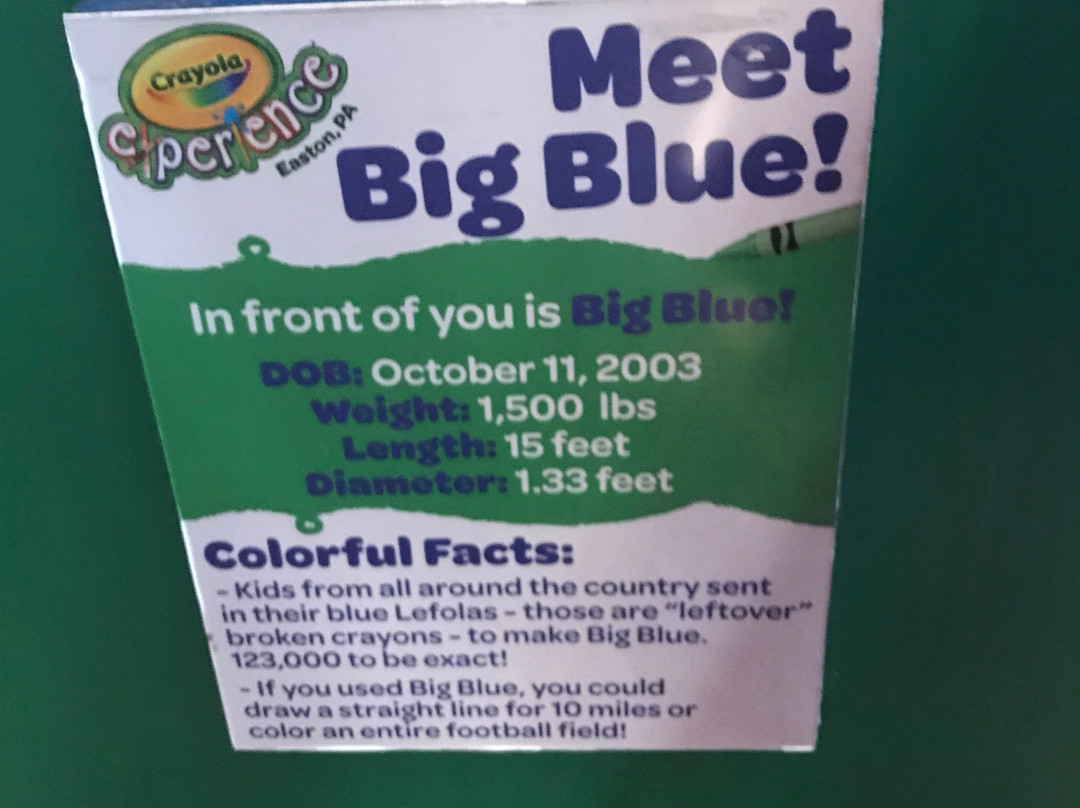 Crayola
experience
Easton, PA
Meet
Big Blue!
In front of you is Big Blue!
DOB: October 11, 2003
Weight: 1,500 lbs
Length: 15 feet
Diameter: 1.33 feet
Colorful Facts:
- Kids from all around the country sent
in their blue Lefolas - those are "leftover"
broken crayons - to make Big Blue.
123,000 to be exact!
- If you used Big Blue, you could
draw a straight line for 10 miles or
color an entire football field!